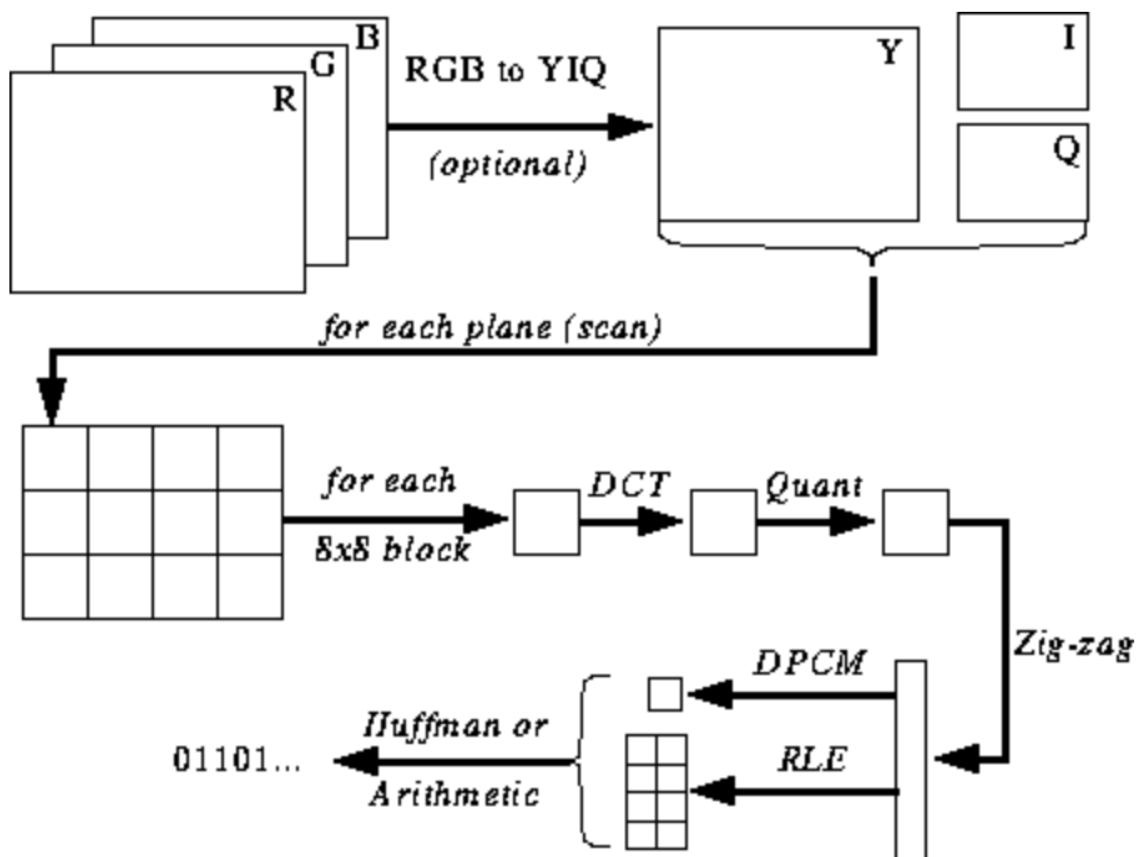 B
G
R
RGB to YIQ
(optional)
Y
I
Q
for each plane (scan)
for each
8x8 block
DCT
Quant
Zig-zag
DPCM
RLE
Huffman or
Arithmetic
01101...